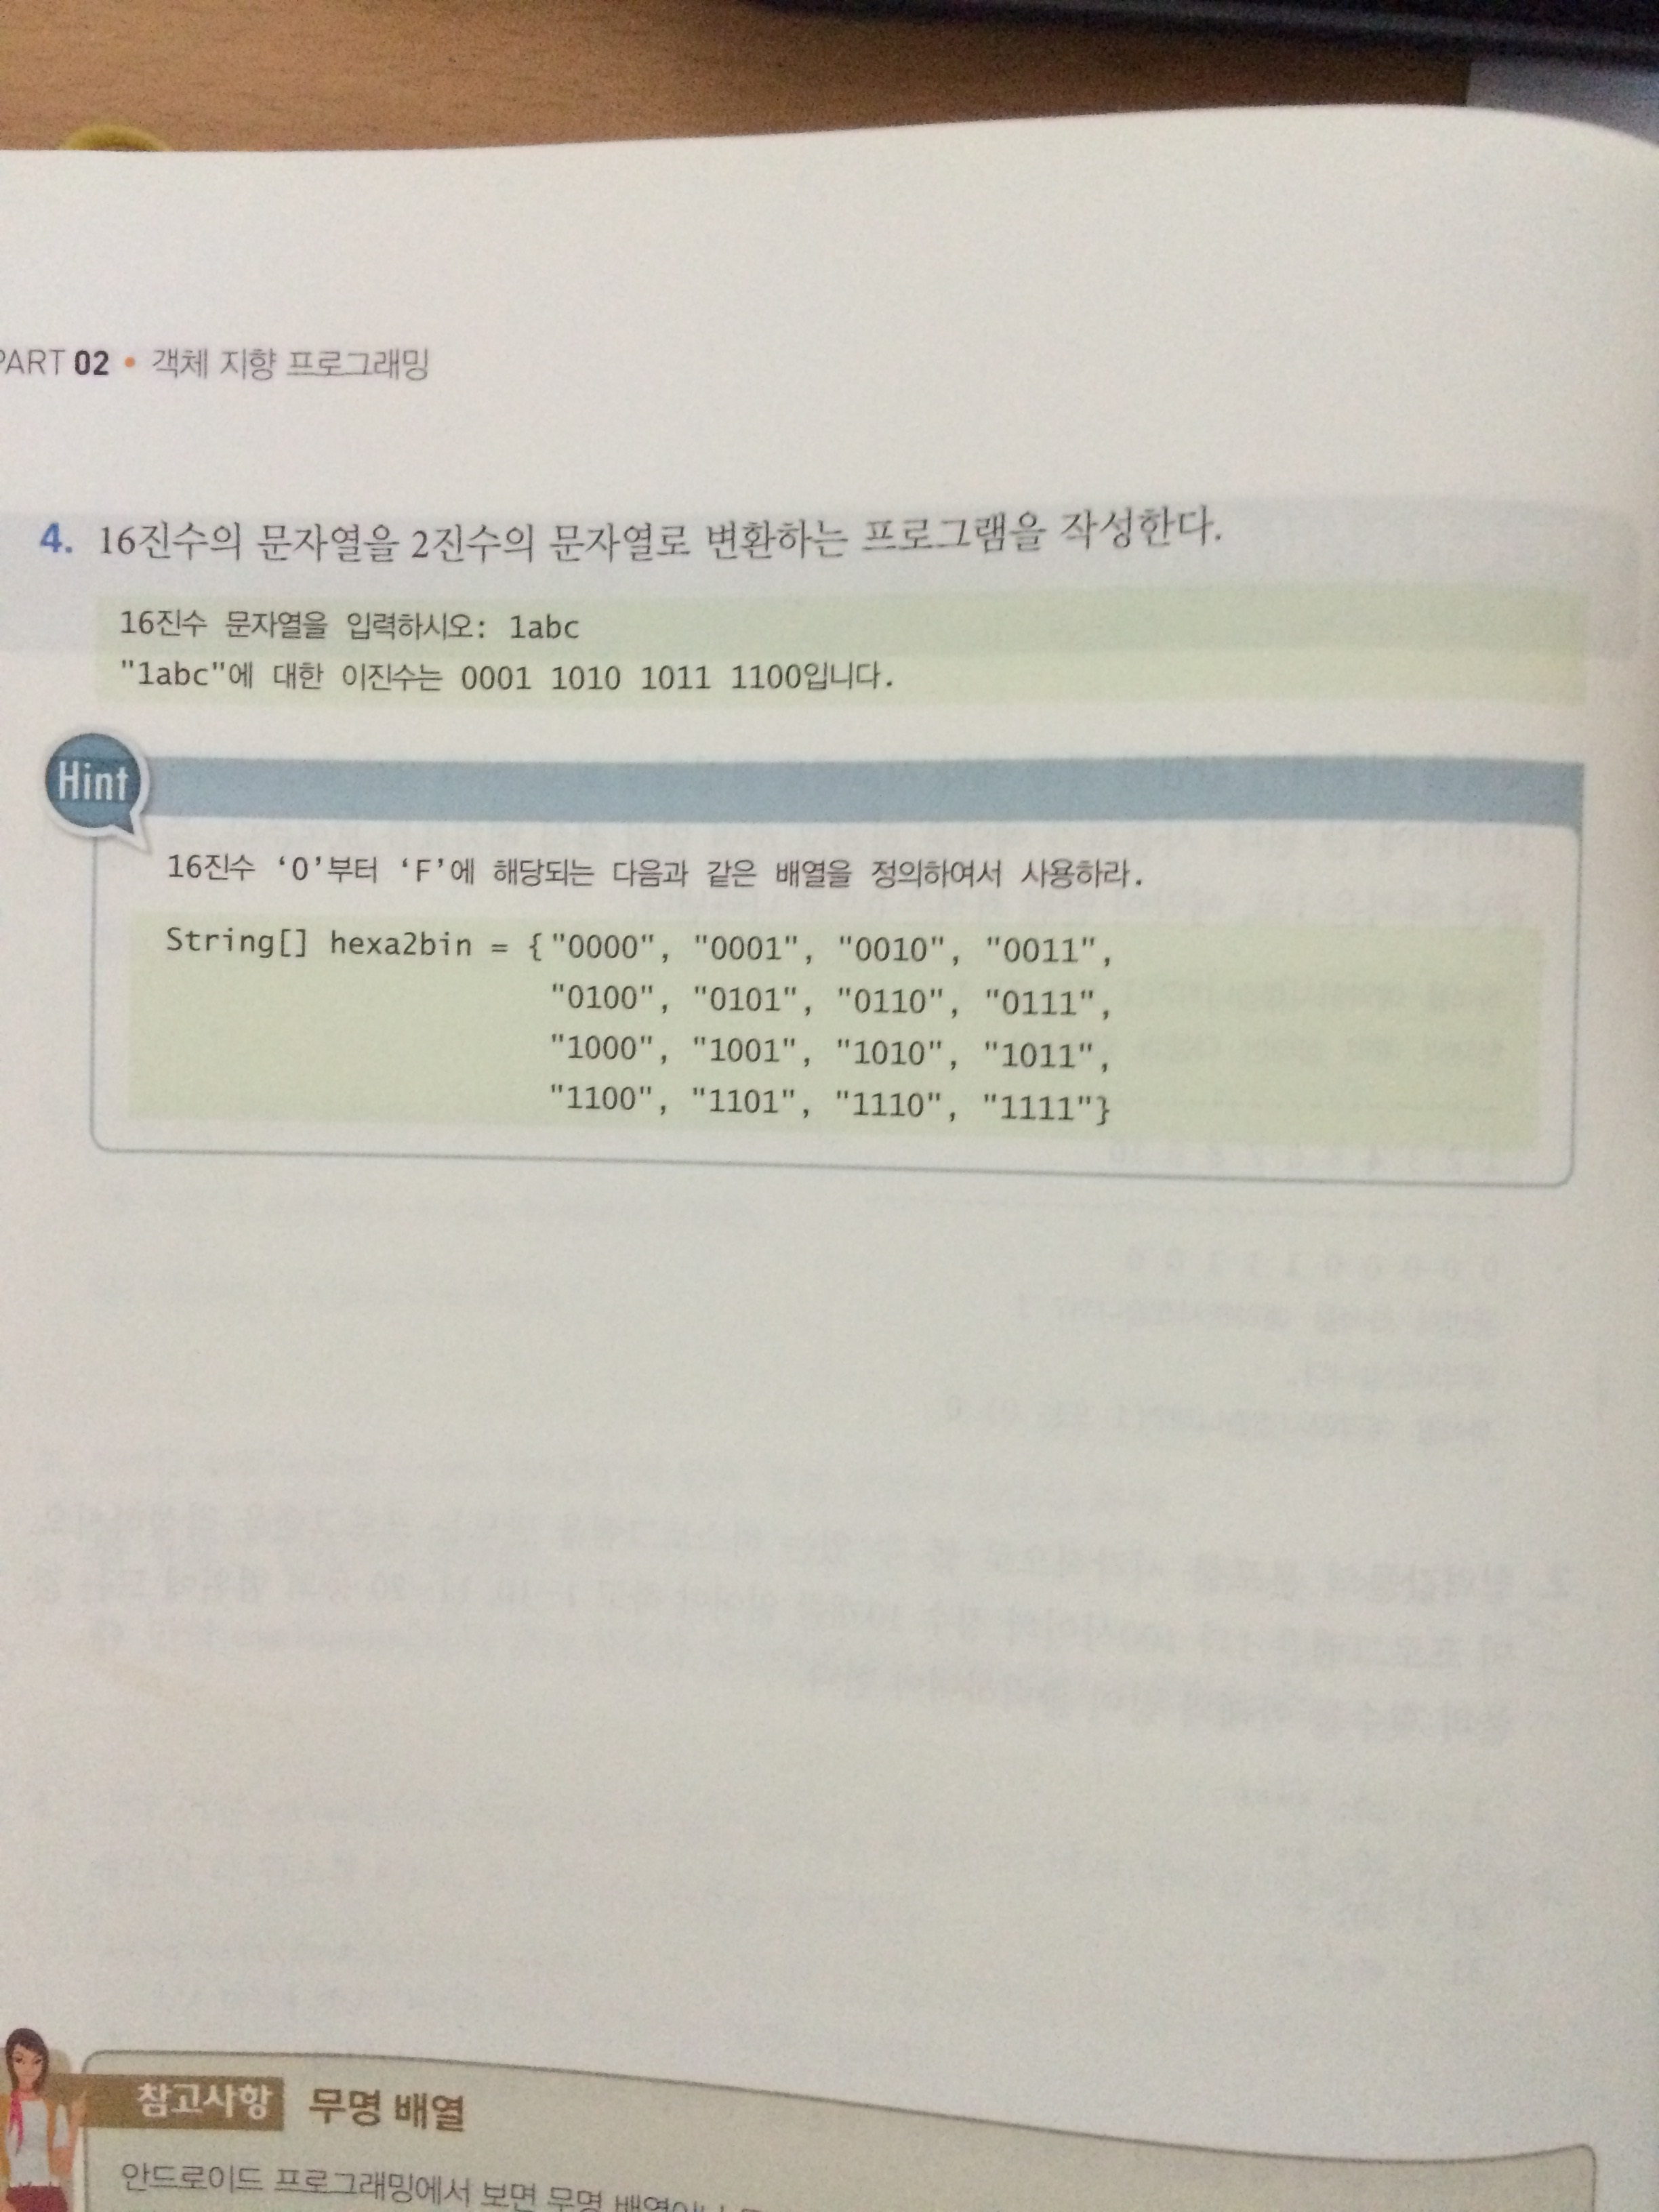 PART 02 • 객체 지향 프로그래밍
4. 16진수의 문자열을 2진수의 문자열로 변환하는 프로그램을 작성한다.
16진수 문자열을 입력하시오: 1abc
"1abc"에 대한 이진수는 0001 1010 1011 1100입니다.
Hint
16진수 ‘0’부터 ‘F’에 해당되는 다음과 같은 배열을 정의하여서 사용하라.
String[] hexa2bin = {"0000", "0001", "0010", "0011",
"0100", "0101", "0110", "0111",
"1000", "1001", "1010", "1011",
"1100", "1101", "1110", "1111"}
참고사항 무명 배열
안드로이드 프로그래밍에서 보면 무명